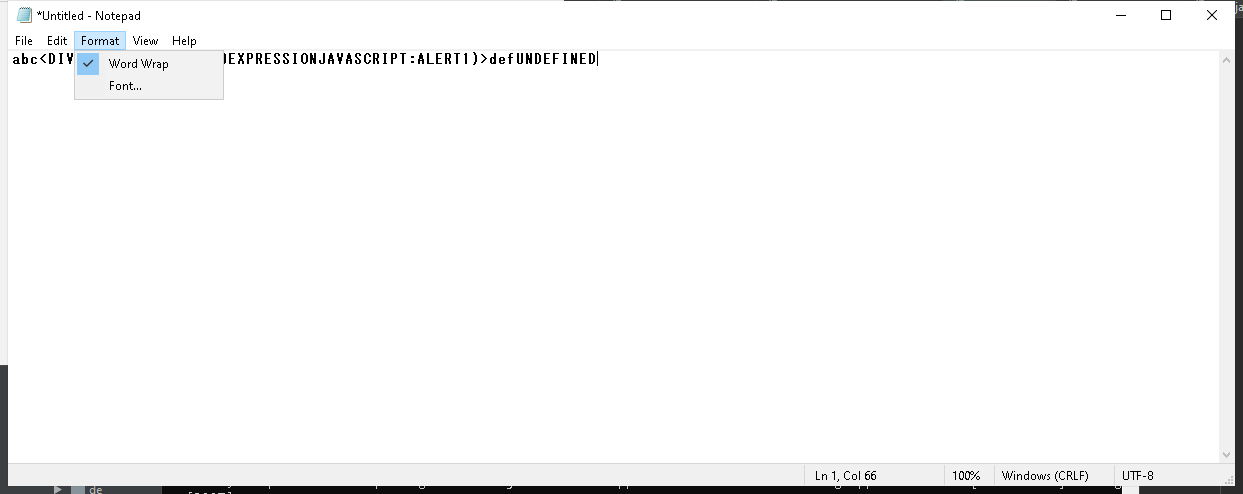 *Untitled - Notepad
File Edit Format View Help
abc<DIV
EXPRESSIONJAVASCRIPT:ALERT1)>defUNDEFINED
Word Wrap
Font...
Ln 1, Col 66 100% Windows (CRLF) UTF-8
de